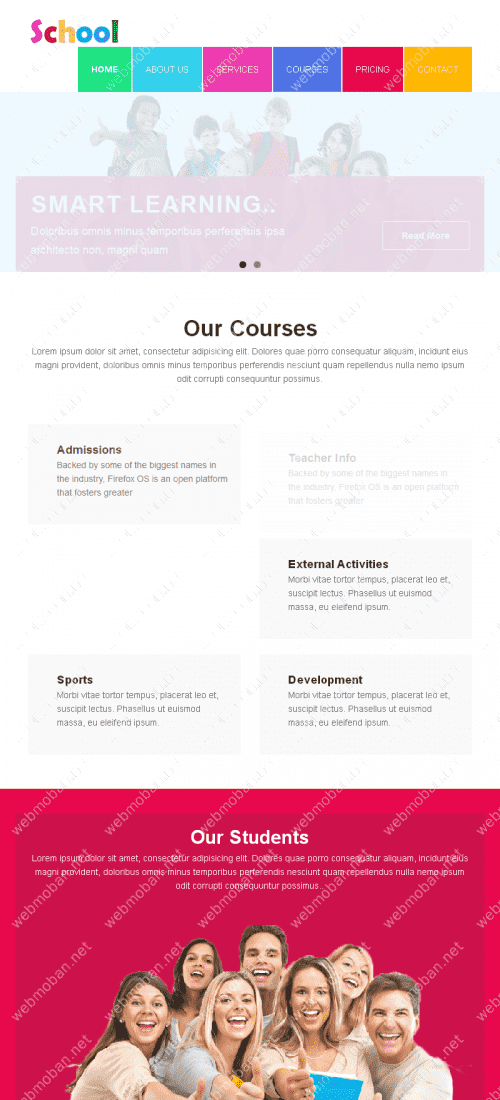 School
HOME ABOUT US SERVICES COURSES PRICING CONTACT
SMART LEARNING..
Doloribus omnis minus temporibus perferendis ipsa
architecto non, magni quam
Read More
Our Courses
Lorem ipsum dolor sit amet, consectetur adipisicing elit. Dolores quae porro consequatur aliquam, incidunt eius
magni provident, doloribus omnis minus temporibus perferendis nesciunt quam repellendus nulla nemo ipsum
odit corrupti consequuntur possimus.
Admissions
Backed by some of the biggest names in
the industry, Firefox OS is an open platform
that fosters greater
Teacher Info
Backed by some of the biggest names in
the industry, Firefox OS is an open platform
that fosters greater
External Activities
Morbi vitae tortor tempus, placerat leo et,
suscipit lectus. Phasellus ut euismod
massa, eu eleifend ipsum.
Sports
Morbi vitae tortor tempus, placerat leo et,
suscipit lectus. Phasellus ut euismod
massa, eu eleifend ipsum.
Development
Morbi vitae tortor tempus, placerat leo et,
suscipit lectus. Phasellus ut euismod
massa, eu eleifend ipsum.
Our Students
Lorem ipsum dolor sit amet, consectetur adipisicing elit. Dolores quae porro consequatur aliquam, incidunt eius
magni provident, doloribus omnis minus temporibus perferendis nesciunt quam repellendus nulla nemo ipsum
odit corrupti consequuntur possimus.
webmoban.net